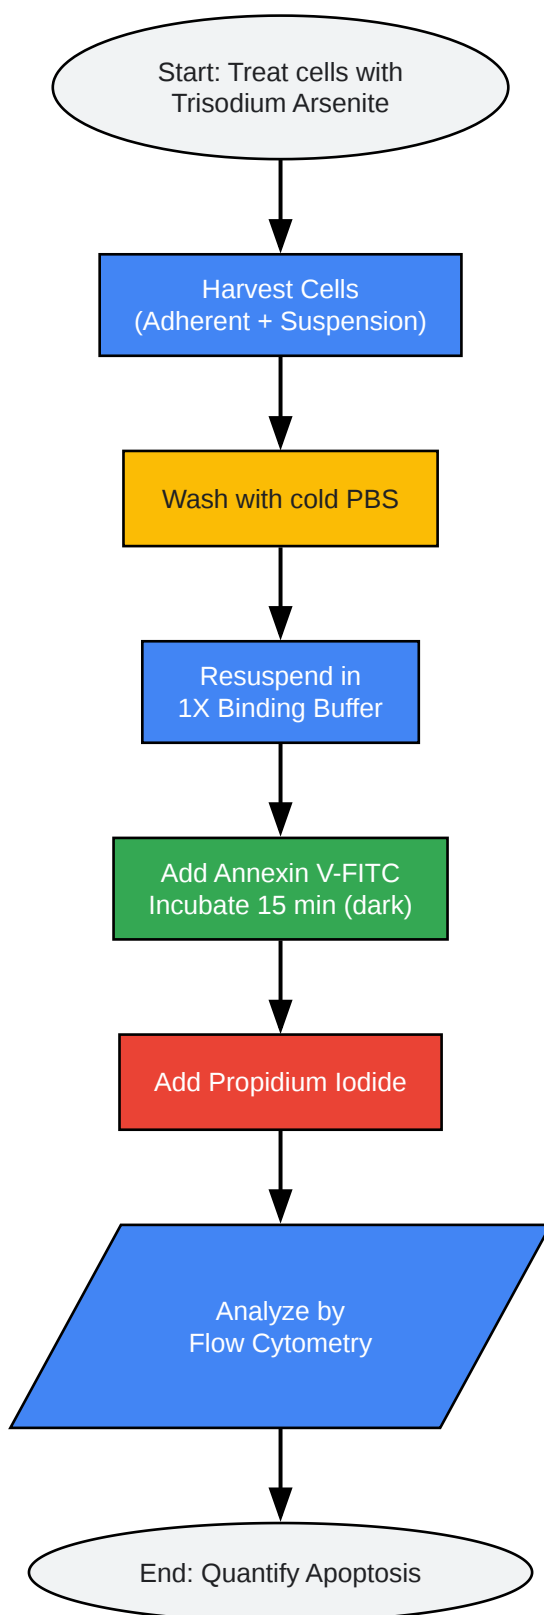 Start: Treat cells with
Trisodium Arsenite
Harvest Cells
(Adherent + Suspension)
Wash with cold PBS
Resuspend in
1X Binding Buffer
Add Annexin V-FITC
Incubate 15 min (dark)
Add Propidium Iodide
Analyze by
Flow Cytometry
End: Quantify Apoptosis